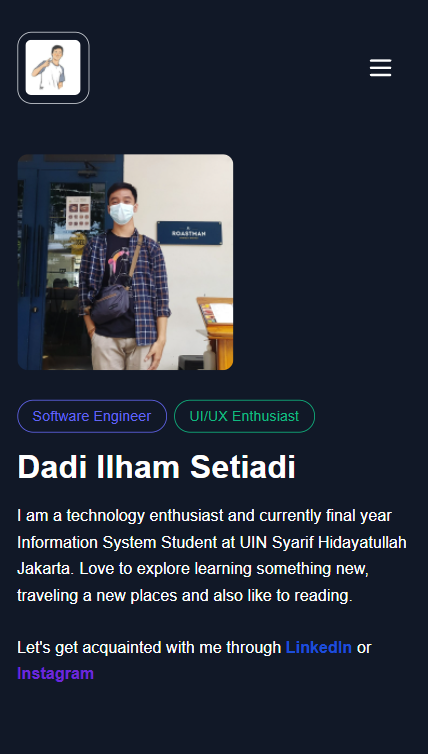 ROASTMAN
Software Engineer
UI/UX Enthusiast
Dadi Ilham Setiadi
I am a technology enthusiast and currently final year
Information System Student at UIN Syarif Hidayatullah
Jakarta. Love to explore learning something new,
traveling a new places and also like to reading.
Let's get acquainted with me through LinkedIn or
Instagram